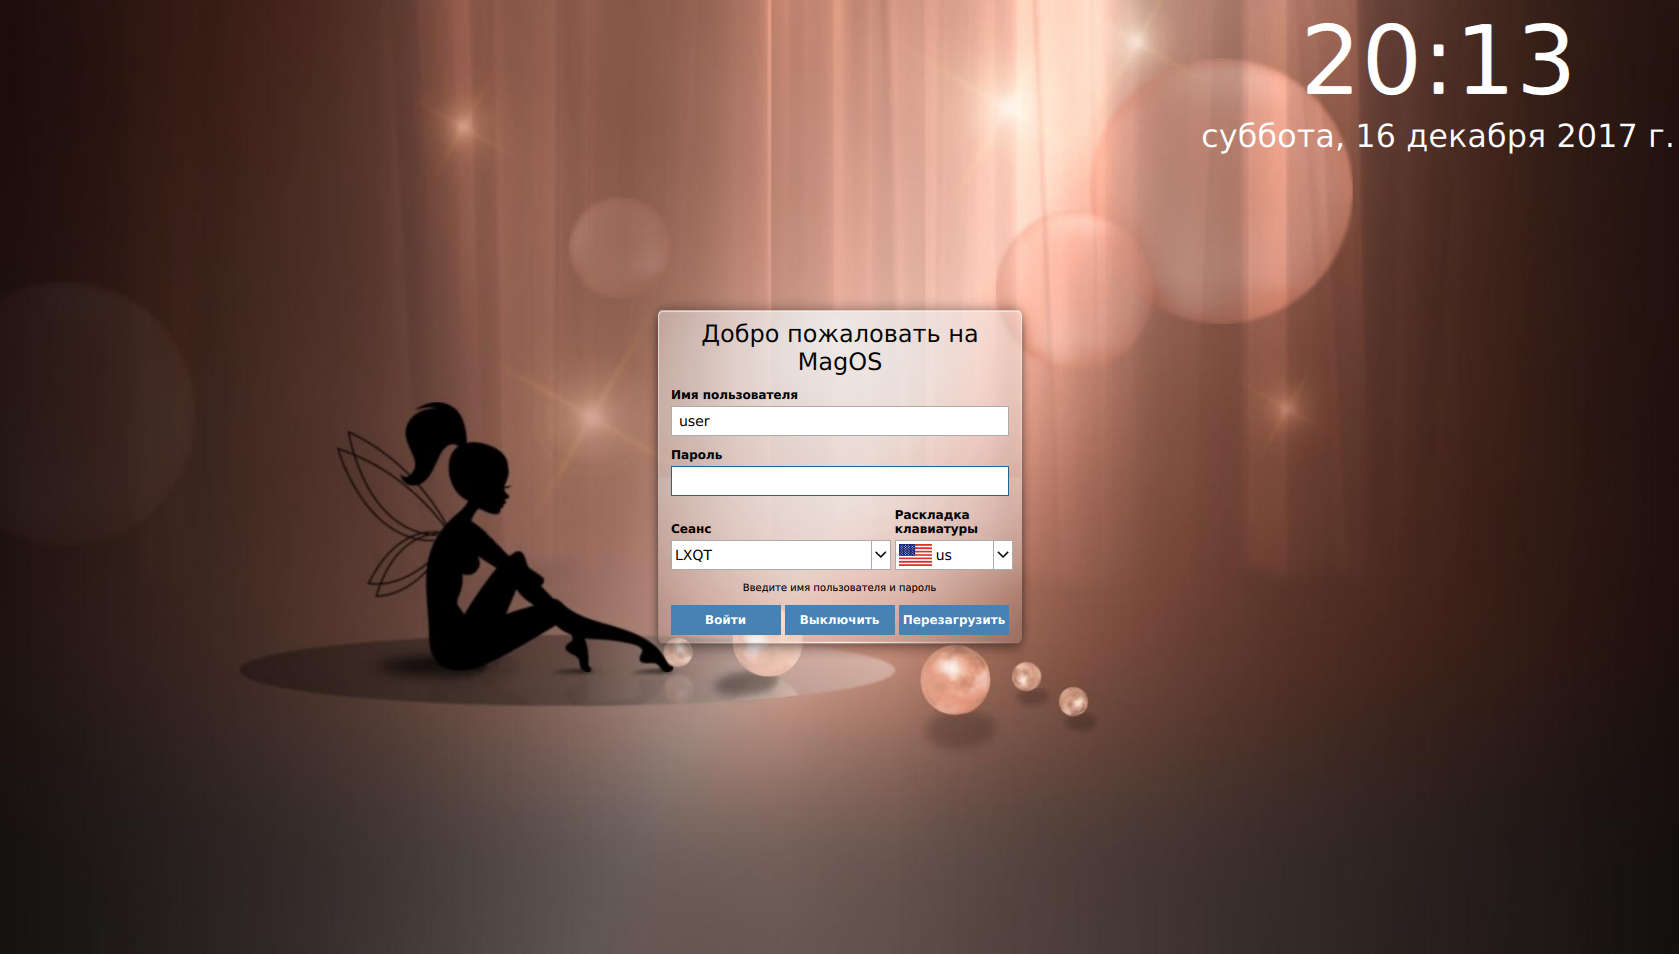 20:13
суббота, 16 декабря 2017 г.
Добро пожаловать на
MagOS
Имя пользователя
user
Пароль
Сеанс
Раскладка
клавиатуры
LXQT
us
Введите имя пользователя и пароль
Войти
Выключить
Перезагрузить